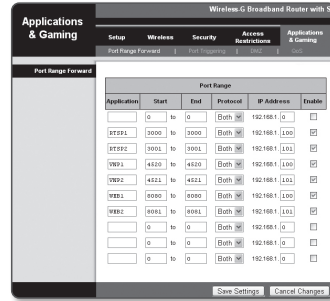 Wireless-G Broadband Router with S
Applications
& Gaming
Setup Wireless Security Access Restrictions Applications & Gaming
Port Range Forward | Port Triggering | DMZ | QoS
Port Range Forward
Port Range
Application Start End Protocol IP Address Enable
0 to 0 Both 192.168.1. 0
RTSP1 3000 to 3000 Both 192.168.1. 100
RTSP2 3001 to 3001 Both 192.168.1. 101
VNP1 4520 to 4520 Both 192.168.1. 100
VNP2 4521 to 4521 Both 192.168.1. 101
WEB1 8080 to 8080 Both 192.168.1. 100
WEB2 8081 to 8081 Both 192.168.1. 101
0 to 0 Both 192.168.1. 0
0 to 0 Both 192.168.1. 0
0 to 0 Both 192.168.1. 0
Save Settings Cancel Changes